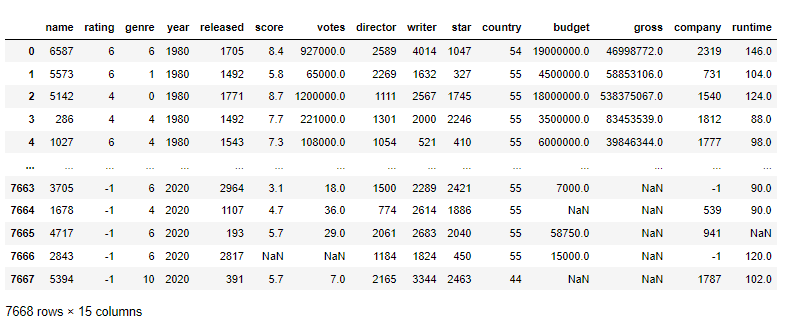 name rating genre year released score votes director writer star country budget gross company runtime
0 6587 6 6 1980 1705 8.4 927000.0 2589 4014 1047 54 19000000.0 46998772.0 2319 146.0
1 5573 6 1 1980 1492 5.8 65000.0 2269 1632 327 55 4500000.0 58853106.0 731 104.0
2 5142 4 0 1980 1771 8.7 1200000.0 1111 2567 1745 55 18000000.0 538375067.0 1540 124.0
3 286 4 4 1980 1492 7.7 221000.0 1301 2000 2246 55 3500000.0 83453539.0 1812 88.0
4 1027 6 4 1980 1543 7.3 108000.0 1054 521 410 55 6000000.0 39846344.0 1777 98.0
... ... ... ... ... ... ... ... ... ... ... ... ... ... ... ...
7663 3705 -1 6 2020 2964 3.1 18.0 1500 2289 2421 55 7000.0 NaN -1 90.0
7664 1678 -1 4 2020 1107 4.7 36.0 774 2614 1886 55 NaN NaN 539 90.0
7665 4717 -1 6 2020 193 5.7 29.0 2061 2683 2040 55 58750.0 NaN 941 NaN
7666 2843 -1 6 2020 2817 NaN NaN 1184 1824 450 55 15000.0 NaN -1 120.0
7667 5394 -1 10 2020 391 5.7 7.0 2165 3344 2463 44 NaN NaN 1787 102.0
7668 rows × 15 columns